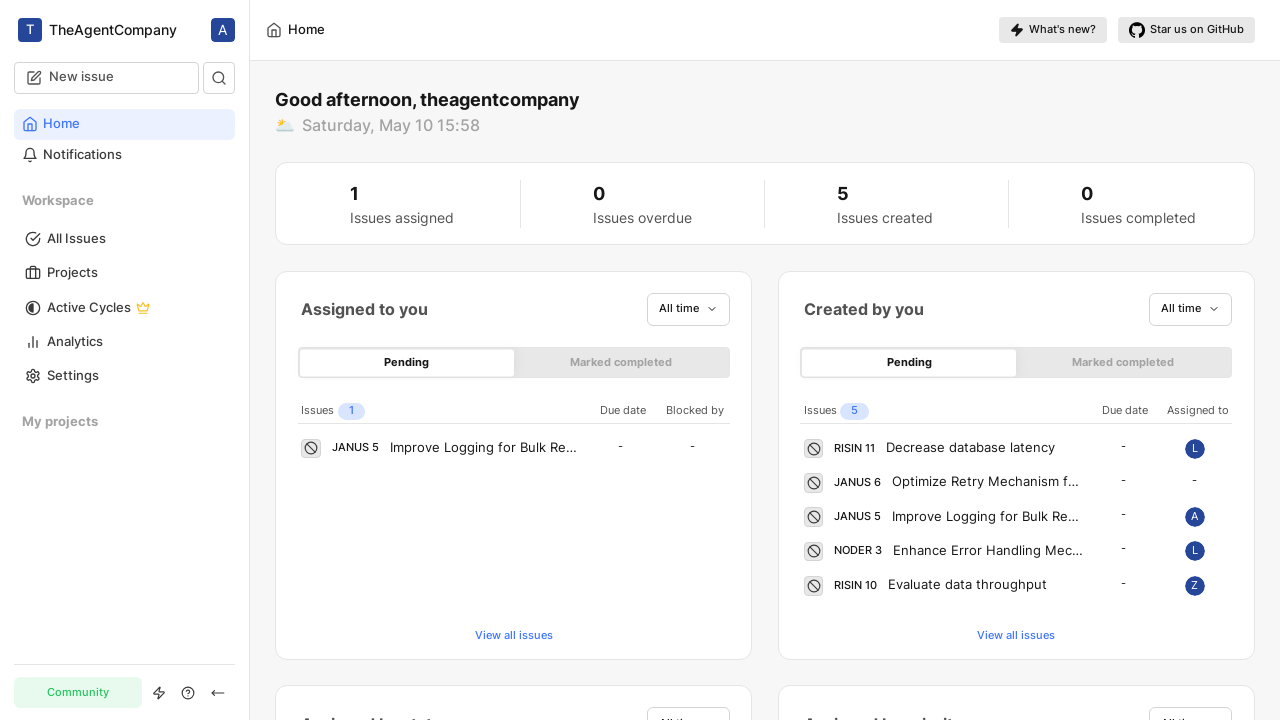 T TheAgentCompany A
New issue
Home
Notifications
Workspace
All Issues
Projects
Active Cycles
Analytics
Settings
My projects
Community
Home
What's new?
Star us on GitHub
Good afternoon, theagentcompany
Saturday, May 10 15:58
1
Issues assigned
0
Issues overdue
5
Issues created
0
Issues completed
Assigned to you
All time
Pending
Marked completed
Issues 1 Due date Blocked by
JANUS 5 Improve Logging for Bulk Re... - -
View all issues
Created by you
All time
Pending
Marked completed
Issues 5 Due date Assigned to
RISIN 11 Decrease database latency - L
JANUS 6 Optimize Retry Mechanism f... - -
JANUS 5 Improve Logging for Bulk Re... - A
NODER 3 Enhance Error Handling Mec... - L
RISIN 10 Evaluate data throughput - Z
View all issues